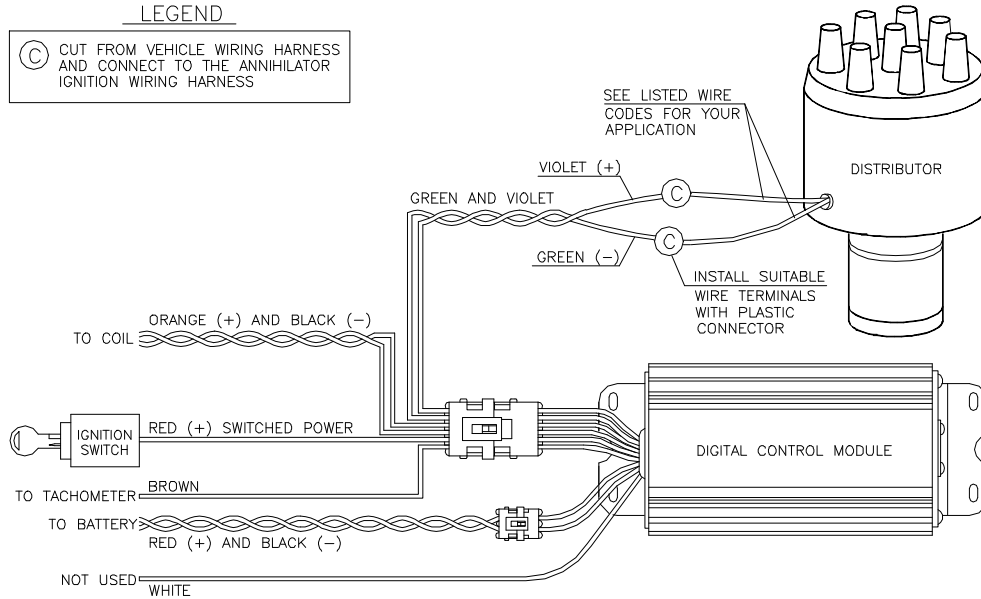 LEGEND
C
CUT FROM VEHICLE WIRING HARNESS
AND CONNECT TO THE ANNIHILATOR
IGNITION WIRING HARNESS
SEE LISTED WIRE
CODES FOR YOUR
APPLICATION
DISTRIBUTOR
VIOLET (+)
C
GREEN AND VIOLET
C
GREEN (-)
INSTALL SUITABLE
WIRE TERMINALS
WITH PLASTIC
CONNECTOR
ORANGE (+) AND BLACK (-)
TO COIL
IGNITION
SWITCH
RED (+) SWITCHED POWER
DIGITAL CONTROL MODULE
TO TACHOMETER
BROWN
TO BATTERY
RED (+) AND BLACK (-)
NOT USED
WHITE